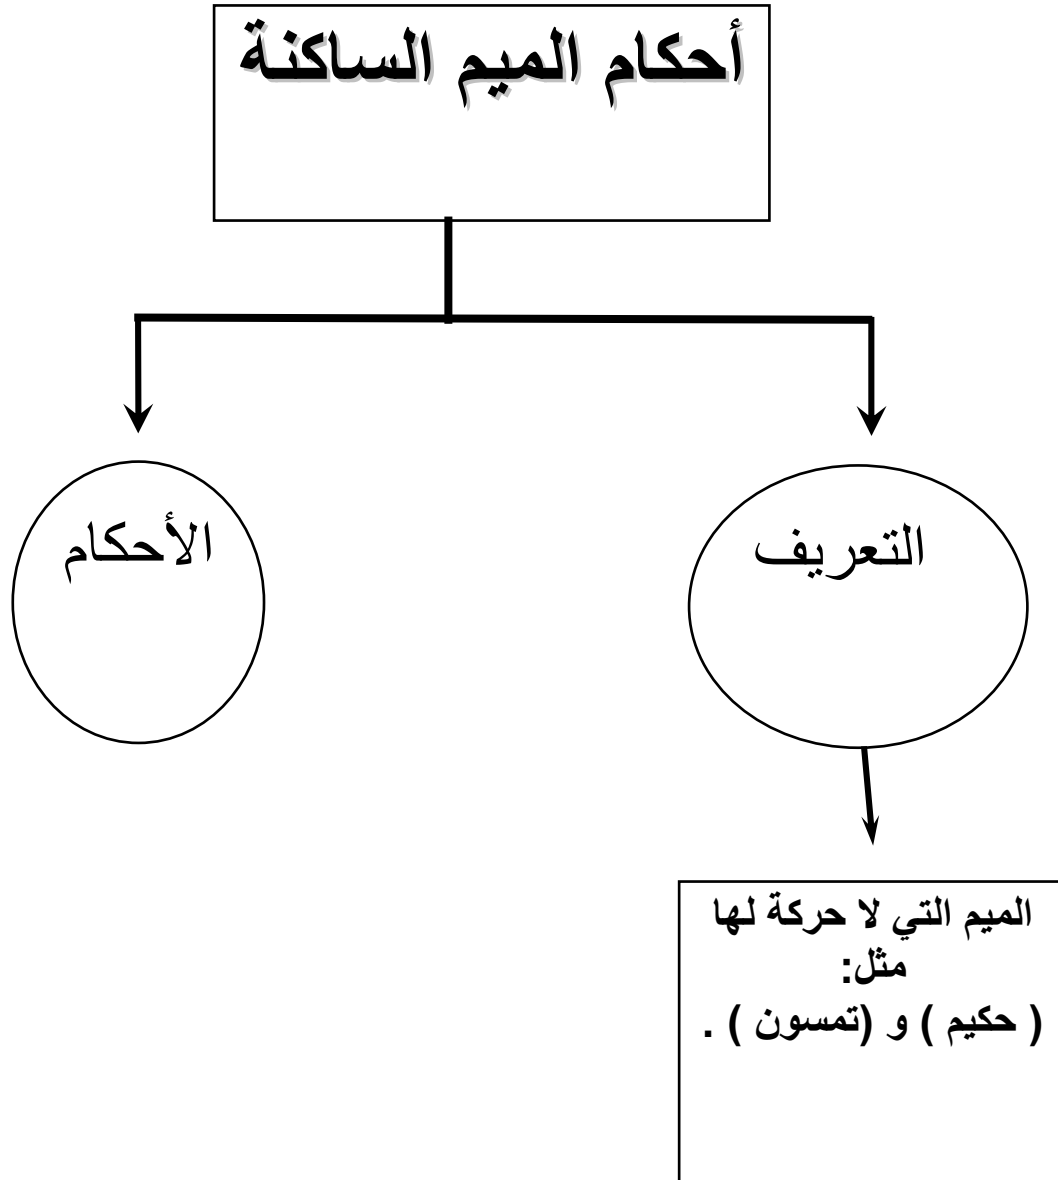 أحكام الميم الساكنة
التعريف
الأحكام
الميم التي لا حركة لها
مثل:
( حكيم ) و (تمسون ) .